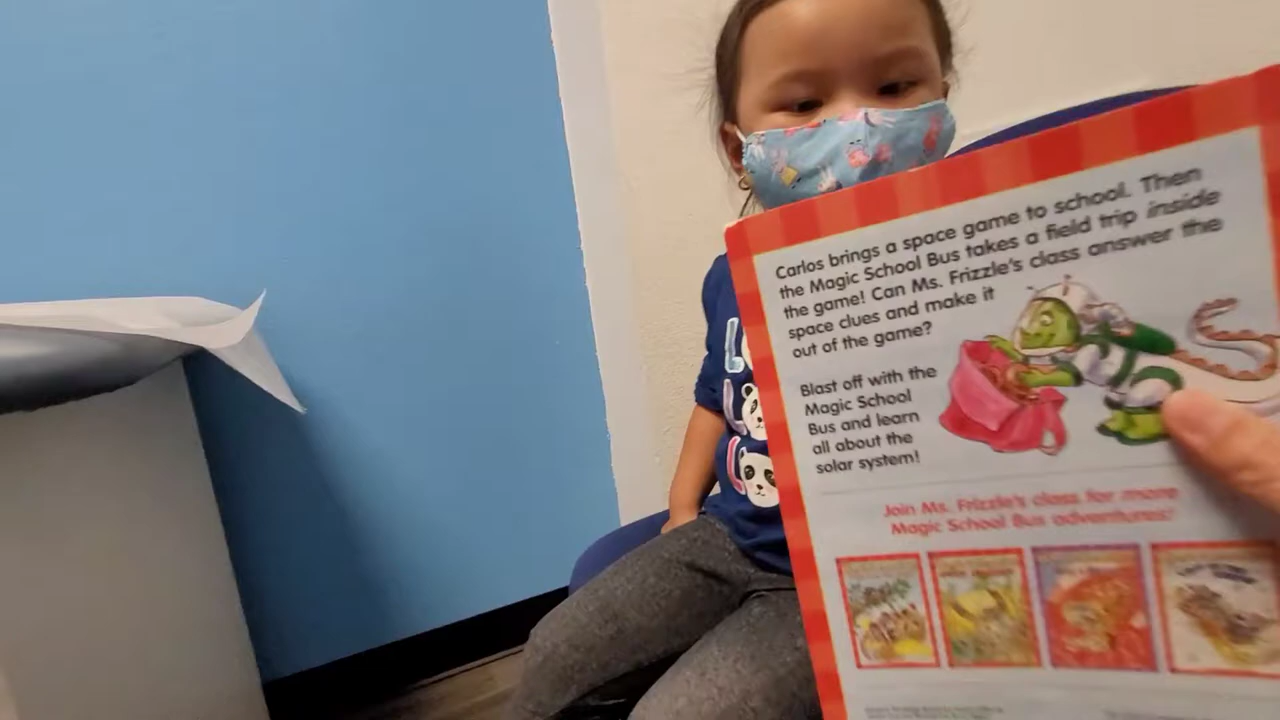 Carlos brings a space game to school. Then
the Magic School Bus takes a field trip inside
the game! Can Ms. Frizzle's class answer the
space clues and make it
out of the game?
Blast off with the
Magic School
Bus and learn
all about the
solar system!
Join Ms. Frizzle's class for more
Magic School Bus adventures!